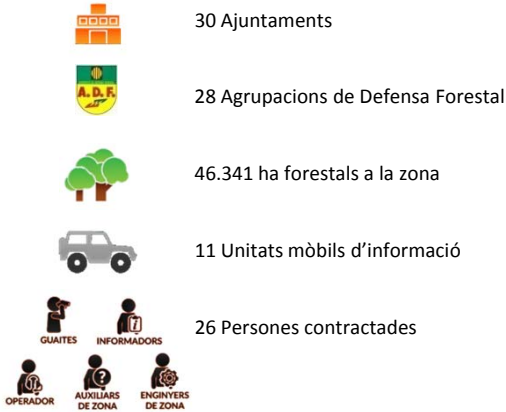 30 Ajuntaments
A.D.F.
28 Agrupacions de Defensa Forestal
46.341 ha forestals a la zona
11 Unitats mòbils d'informació
26 Persones contractades
GUAITES
INFORMADORS
OPERADOR
AUXILIARS
DE ZONA
ENGINYERS
DE ZONA